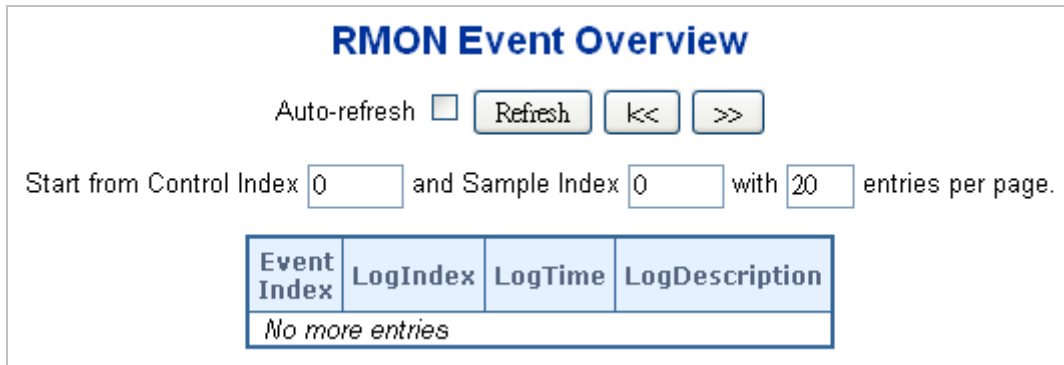 RMON Event Overview
Auto-refresh Refresh |<< >>
Start from Control Index 0 and Sample Index 0 with 20 entries per page.
Event Index LogIndex LogTime LogDescription
No more entries